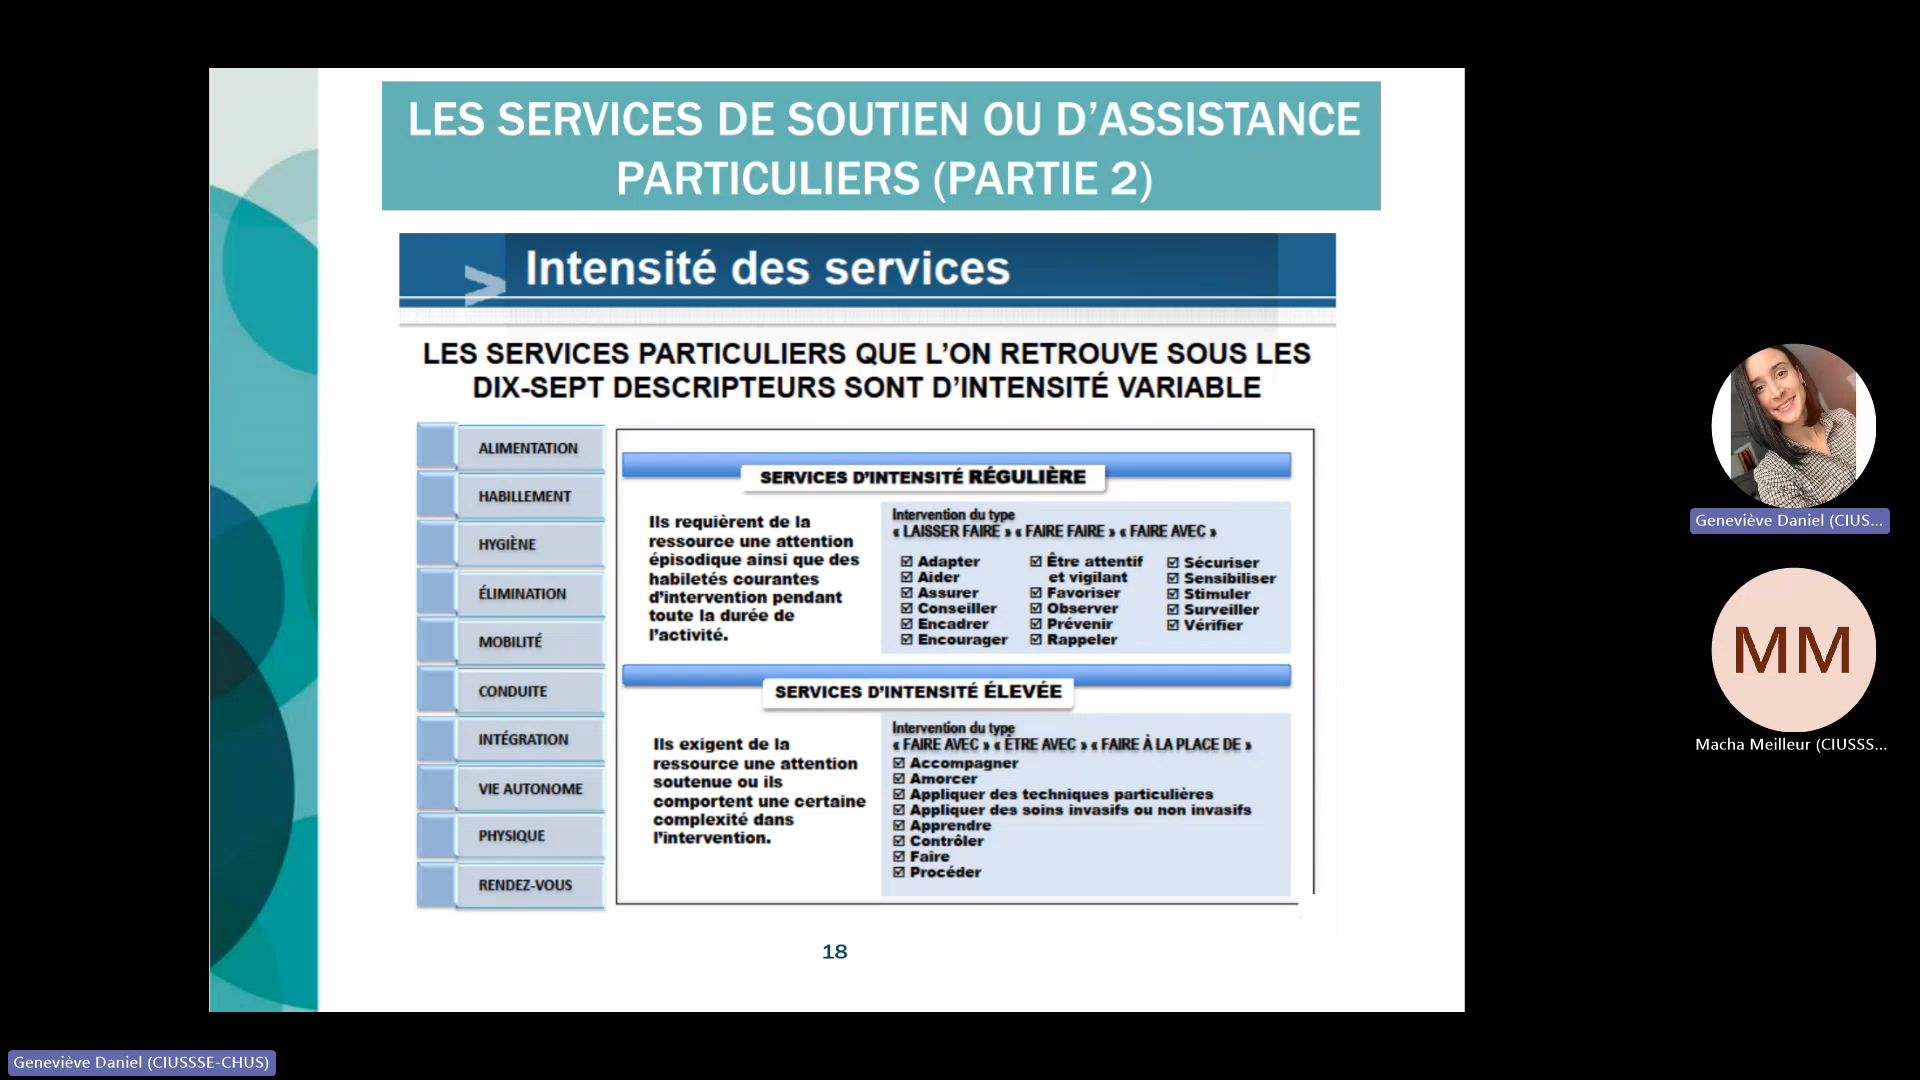 LES SERVICES DE SOUTIEN OU D'ASSISTANCE
PARTICULIERS (PARTIE 2)
> Intensité des services
LES SERVICES PARTICULIERS QUE L'ON RETROUVE SOUS LES
DIX-SEPT DESCRIPTEURS SONT D'INTENSITÉ VARIABLE
ALIMENTATION
HABILLEMENT
HYGIÈNE
ÉLIMINATION
MOBILITÉ
CONDUITE
INTÉGRATION
VIE AUTONOME
PHYSIQUE
RENDEZ-VOUS
SERVICES D'INTENSITÉ RÉGULIÈRE
Ils requièrent de la
ressource une attention
épisodique ainsi que des
habiletés courantes
d'intervention pendant
toute la durée de
l'activité.
Intervention du type
« LAISSER FAIRE » « FAIRE FAIRE » « FAIRE AVEC »
☑ Adapter
☑ Aider
☑ Assurer
☑ Conseiller
☑ Encadrer
☑ Encourager
☑ Être attentif
et vigilant
☑ Favoriser
☑ Observer
☑ Prévenir
☑ Rappeler
☑ Sécuriser
☑ Sensibiliser
☑ Stimuler
☑ Surveiller
☑ Vérifier
SERVICES D'INTENSITÉ ÉLEVÉE
Ils exigent de la
ressource une attention
soutenue ou ils
comportent une certaine
complexité dans
l'intervention.
Intervention du type
« FAIRE AVEC » « ÊTRE AVEC » « FAIRE À LA PLACE DE »
☑ Accompagner
☑ Amorcer
☑ Appliquer des techniques particulières
☑ Appliquer des soins invasifs ou non invasifs
☑ Apprendre
☑ Contrôler
☑ Faire
☑ Procéder
18
Geneviève Daniel (CIUS...
MM
Macha Meilleur (CIUSSS...
Geneviève Daniel (CIUSSSE-CHUS)